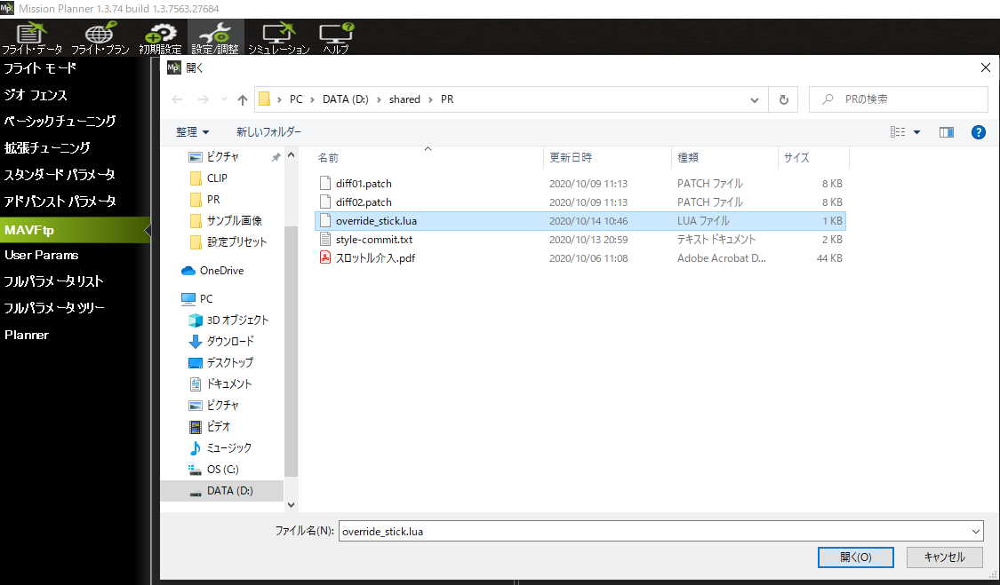 Mission Planner 1.3.74 build 1.3.7563.27684
フライト・データ フライト・プラン 初期設定 設定/調整 シミュレーション ヘルプ
フライト モード
ジオ フェンス
ベーシックチューニング
拡張チューニング
スタンダード パラメータ
アドバンスト パラメータ
MAVFtp
User Params
フルパラメータリスト
フルパラメータツリー
Planner
Mp 開く
PC › DATA (D:) › shared › PR
PRの検索
整理 新しいフォルダー
ピクチャ
CLIP
PR
サンプル画像
設定プリセット
OneDrive
PC
3D オブジェクト
ダウンロード
デスクトップ
ドキュメント
ピクチャ
ビデオ
ミュージック
OS (C:)
DATA (D:)
名前 更新日時 種類 サイズ
diff01.patch 2020/10/09 11:13 PATCH ファイル 8 KB
diff02.patch 2020/10/09 11:13 PATCH ファイル 8 KB
override_stick.lua 2020/10/14 10:46 LUA ファイル 1 KB
style-commit.txt 2020/10/13 20:59 テキスト ドキュメント 2 KB
スロットル介入.pdf 2020/10/06 11:08 Adobe Acrobat D... 44 KB
ファイル名(N): override_stick.lua
開く(O) キャンセル